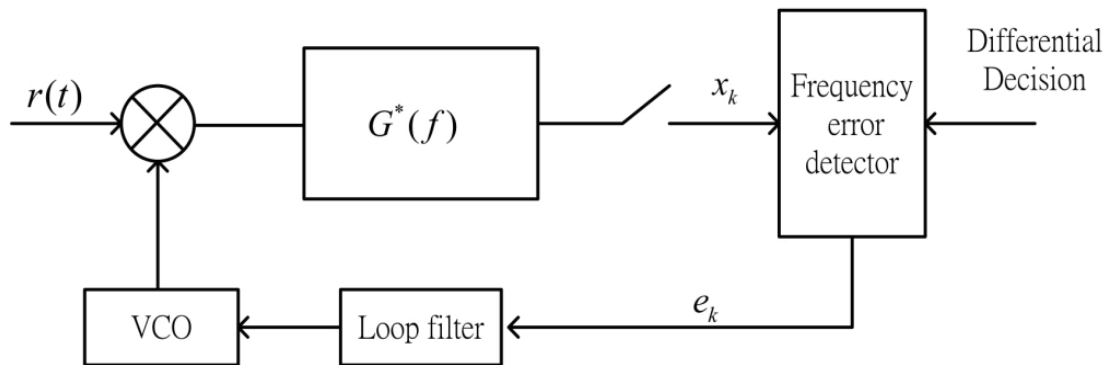 r(t)
G*(f)
x_k
Frequency
error
detector
Differential
Decision
VCO
Loop filter
e_k